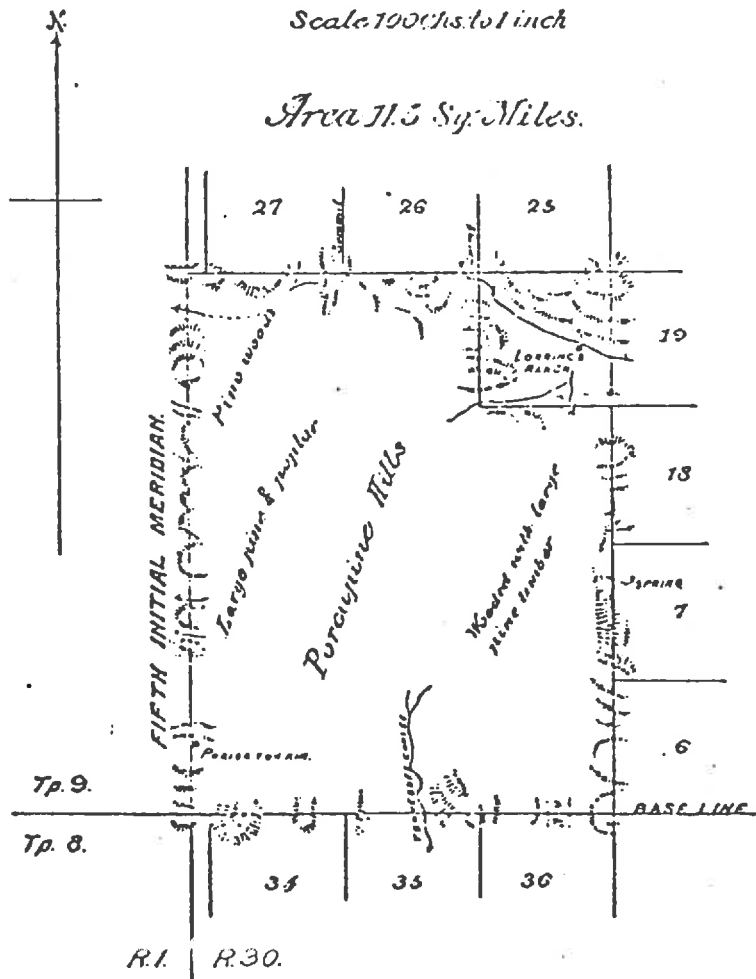 N.
Scale 100 Chs. to 1 inch
Area 11.5 Sq. Miles.
27
26
25
19
LORRING'S
RANCH
Pine woods
18
FIFTH INITIAL MERIDIAN.
Large pine & poplar
Porcupine Hills
Wooded with large
pine timber
SPRING
7
6
Tp. 9.
BASE LINE
Tp. 8.
34
35
36
R.1.
R.30.